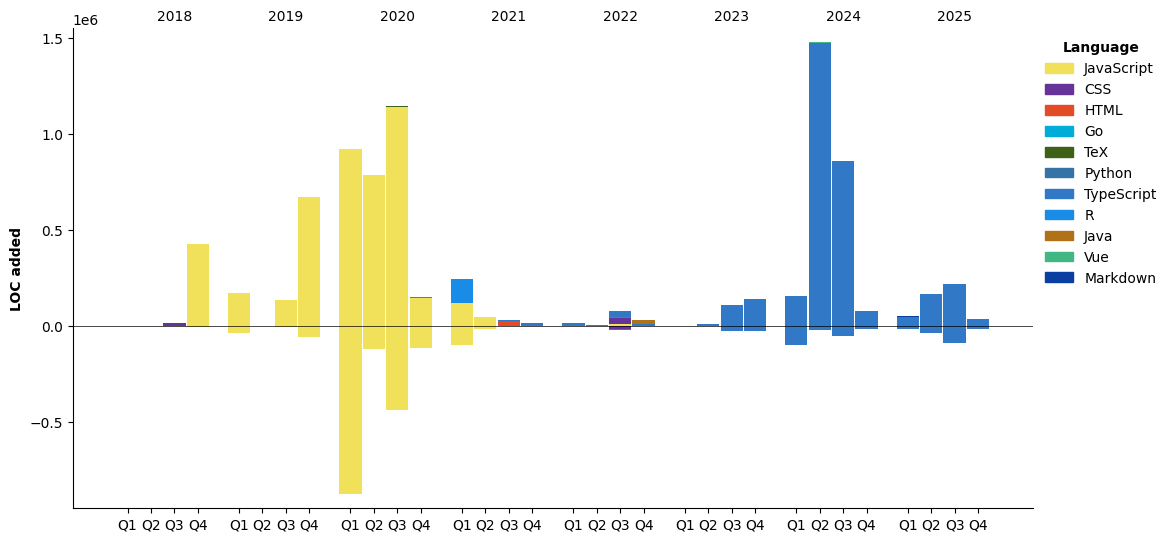 2018 2019 2020 2021 2022 2023 2024 2025
1e6
1.5
1.0
0.5
0.0
−0.5
LOC added
Q1 Q2 Q3 Q4 Q1 Q2 Q3 Q4 Q1 Q2 Q3 Q4 Q1 Q2 Q3 Q4 Q1 Q2 Q3 Q4 Q1 Q2 Q3 Q4 Q1 Q2 Q3 Q4 Q1 Q2 Q3 Q4
Language
JavaScript
CSS
HTML
Go
TeX
Python
TypeScript
R
Java
Vue
Markdown